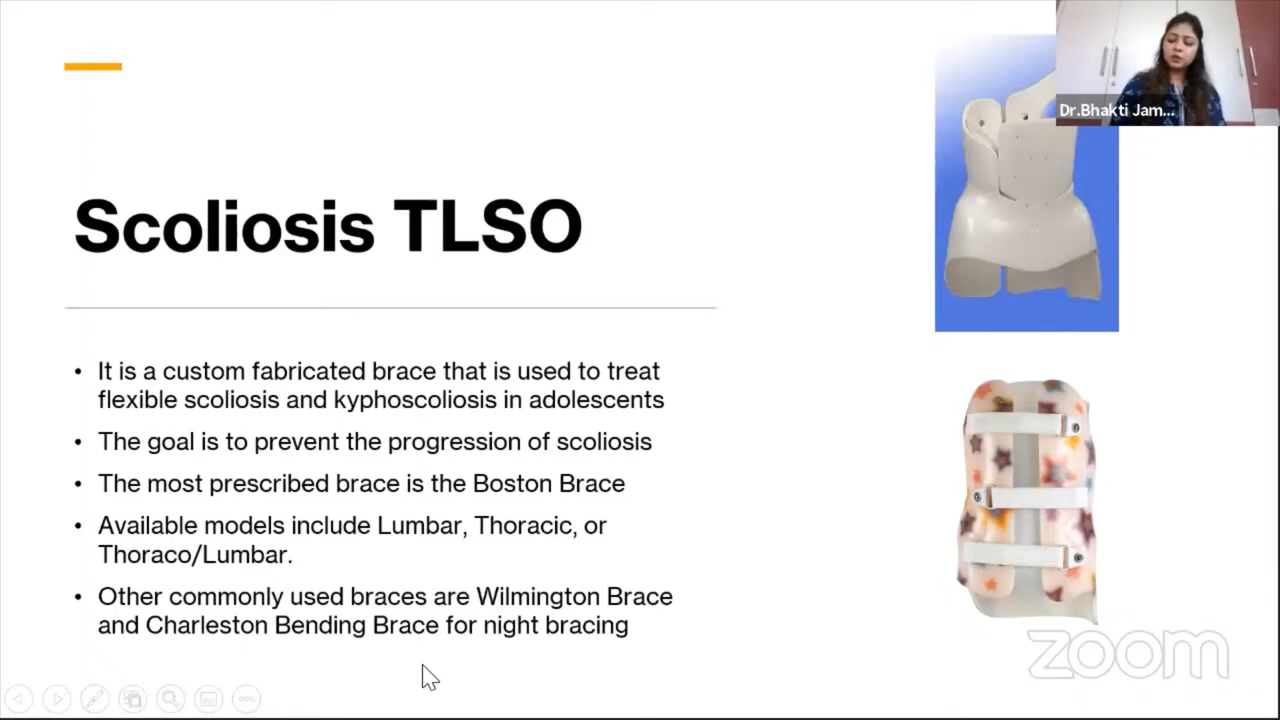 Dr.Bhakti Jam...
Scoliosis TLSO
• It is a custom fabricated brace that is used to treat
flexible scoliosis and kyphoscoliosis in adolescents
• The goal is to prevent the progression of scoliosis
• The most prescribed brace is the Boston Brace
• Available models include Lumbar, Thoracic, or
Thoraco/Lumbar.
• Other commonly used braces are Wilmington Brace
and Charleston Bending Brace for night bracing
zoom